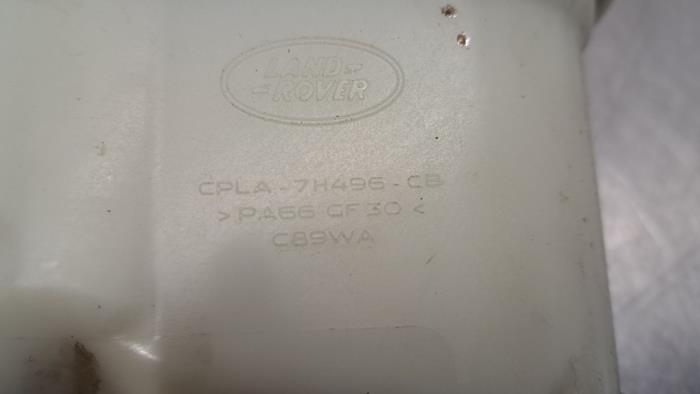 LAND
ROVER
CPLA-7H496-CB
>PA66 GF30<
C89WA